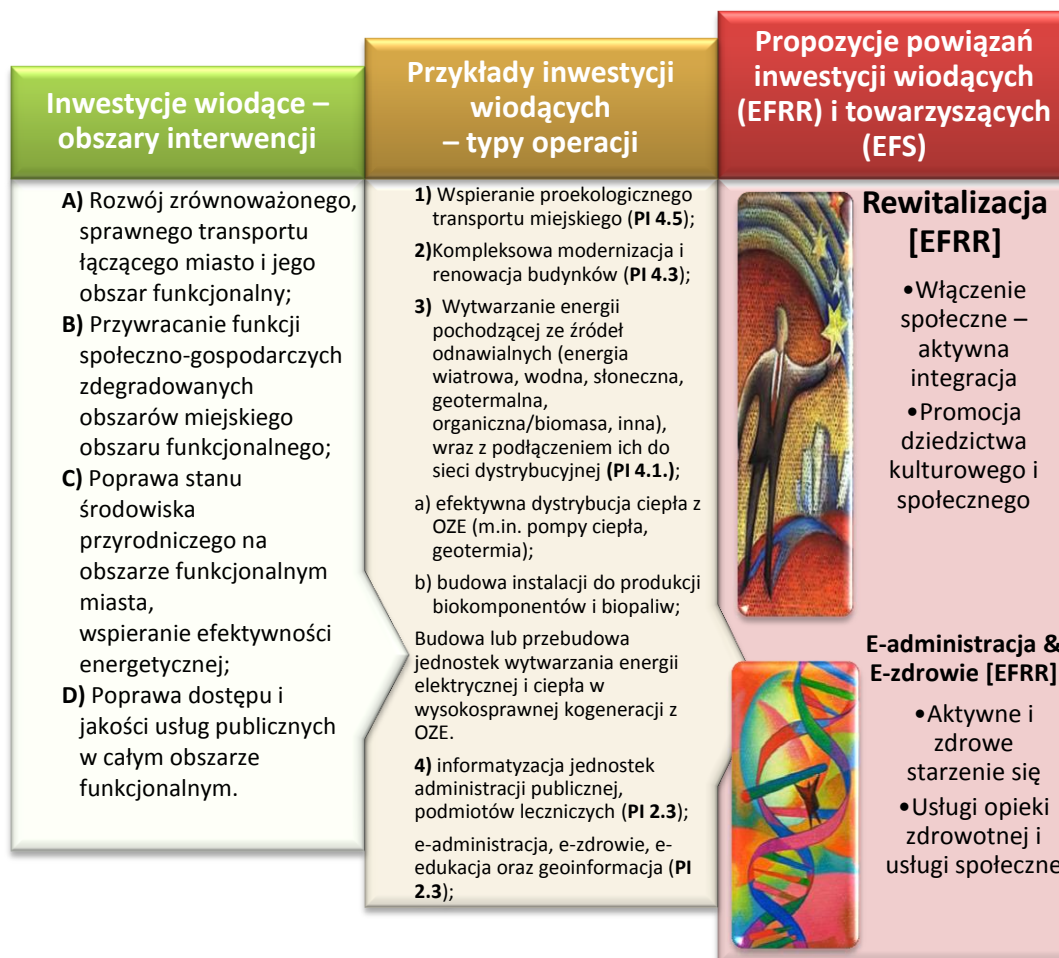 Inwestycje wiodące –
obszary interwencji
A) Rozwój zrównoważonego,
sprawnego transportu
łączącego miasto i jego
obszar funkcjonalny;
B) Przywracanie funkcji
społeczno-gospodarczych
zdegradowanych
obszarów miejskiego
obszaru funkcjonalnego;
C) Poprawa stanu
środowiska
przyrodniczego na
obszarze funkcjonalnym
miasta,
wspieranie efektywności
energetycznej;
D) Poprawa dostępu i
jakości usług publicznych
w całym obszarze
funkcjonalnym.
Przykłady inwestycji
wiodących
– typy operacji
1) Wspieranie proekologicznego
transportu miejskiego (PI 4.5);
2)Kompleksowa modernizacja i
renowacja budynków (PI 4.3);
3) Wytwarzanie energii
pochodzącej ze źródeł
odnawialnych (energia
wiatrowa, wodna, słoneczna,
geotermalna,
organiczna/biomasa, inna),
wraz z podłączeniem ich do
sieci dystrybucyjnej (PI 4.1.);
a) efektywna dystrybucja ciepła z
OZE (m.in. pompy ciepła,
geotermia);
b) budowa instalacji do produkcji
biokomponentów i biopaliw;
Budowa lub przebudowa
jednostek wytwarzania energii
elektrycznej i ciepła w
wysokosprawnej kogeneracji z
OZE.
4) informatyzacja jednostek
administracji publicznej,
podmiotów leczniczych (PI 2.3);
e-administracja, e-zdrowie, e-
edukacja oraz geoinformacja (PI
2.3);
Propozycje powiązań
inwestycji wiodących
(EFRR) i towarzyszących
(EFS)
Rewitalizacja
[EFRR]
•Włączenie
społeczne –
aktywna
integracja
•Promocja
dziedzictwa
kulturowego i
społecznego
E-administracja &
E-zdrowie [EFRR]
•Aktywne i
zdrowe
starzenie się
•Usługi opieki
zdrowotnej i
usługi społeczne